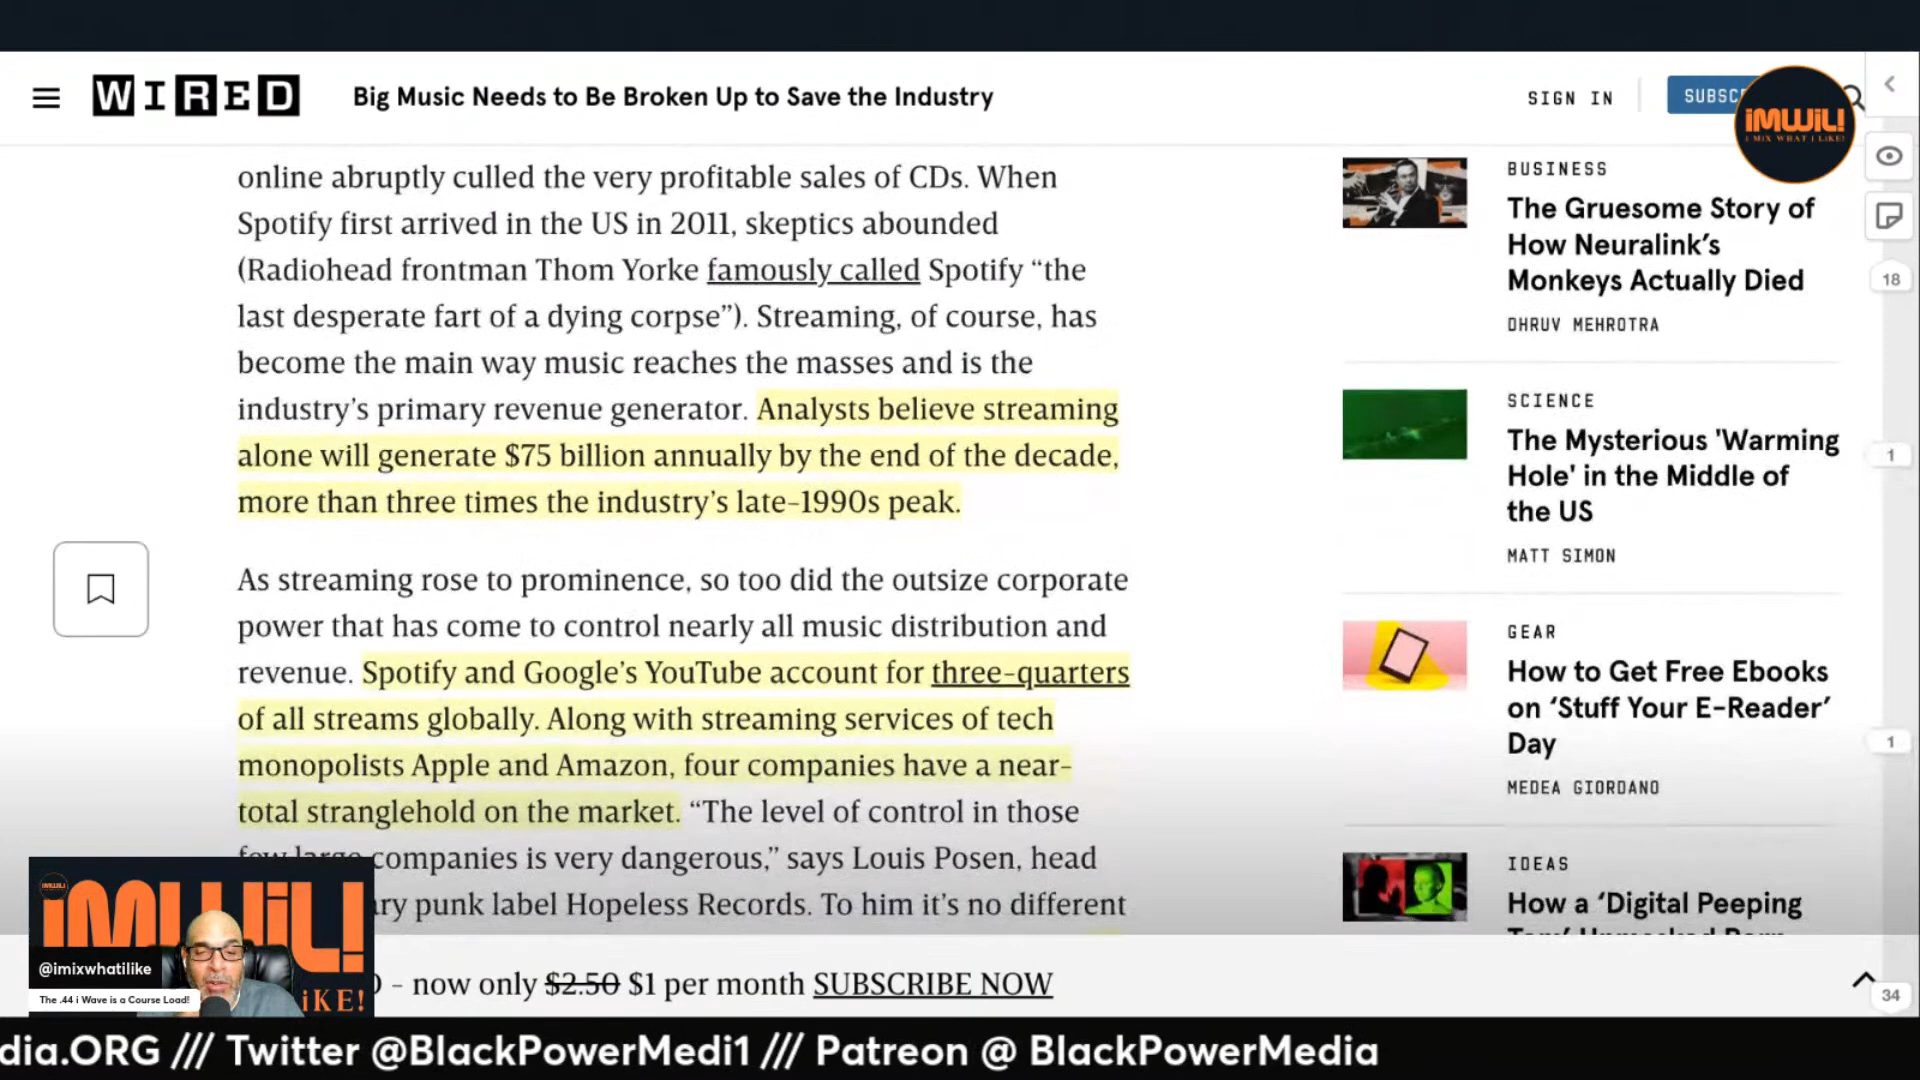 WIRED
Big Music Needs to Be Broken Up to Save the Industry
SIGN IN
iMWiL!
I MIX WHAT I LIKE!
online abruptly culled the very profitable sales of CDs. When
Spotify first arrived in the US in 2011, skeptics abounded
(Radiohead frontman Thom Yorke famously called Spotify “the
last desperate fart of a dying corpse”). Streaming, of course, has
become the main way music reaches the masses and is the
industry’s primary revenue generator. Analysts believe streaming
alone will generate $75 billion annually by the end of the decade,
more than three times the industry’s late-1990s peak.
As streaming rose to prominence, so too did the outsize corporate
power that has come to control nearly all music distribution and
revenue. Spotify and Google’s YouTube account for three-quarters
of all streams globally. Along with streaming services of tech
monopolists Apple and Amazon, four companies have a near-
total stranglehold on the market. “The level of control in those
few large companies is very dangerous,” says Louis Posen, head
punk label Hopeless Records. To him it’s no different
BUSINESS
The Gruesome Story of
How Neuralink’s
Monkeys Actually Died
DHRUV MEHROTRA
SCIENCE
The Mysterious 'Warming
Hole' in the Middle of
the US
MATT SIMON
GEAR
How to Get Free Ebooks
on ‘Stuff Your E-Reader’
Day
MEDEA GIORDANO
IDEAS
How a ‘Digital Peeping
18
1
1
34
– now only $2.50 $1 per month SUBSCRIBE NOW
iMWiL!
@imixwhatilike
The .44 i Wave is a Course Load!
iKE!
dia.ORG /// Twitter @BlackPowerMedi1 /// Patreon @ BlackPowerMedia